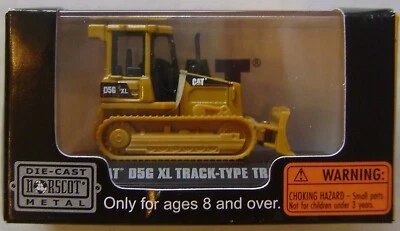 CAT
D5G XL
T" D5G XL TRACK-TYPE TR
DIE-CAST
NORSCOT
METAL
Only for ages 8 and over.
WARNING:
CHOKING HAZARD - Small parts.
Not for children under 3 years.